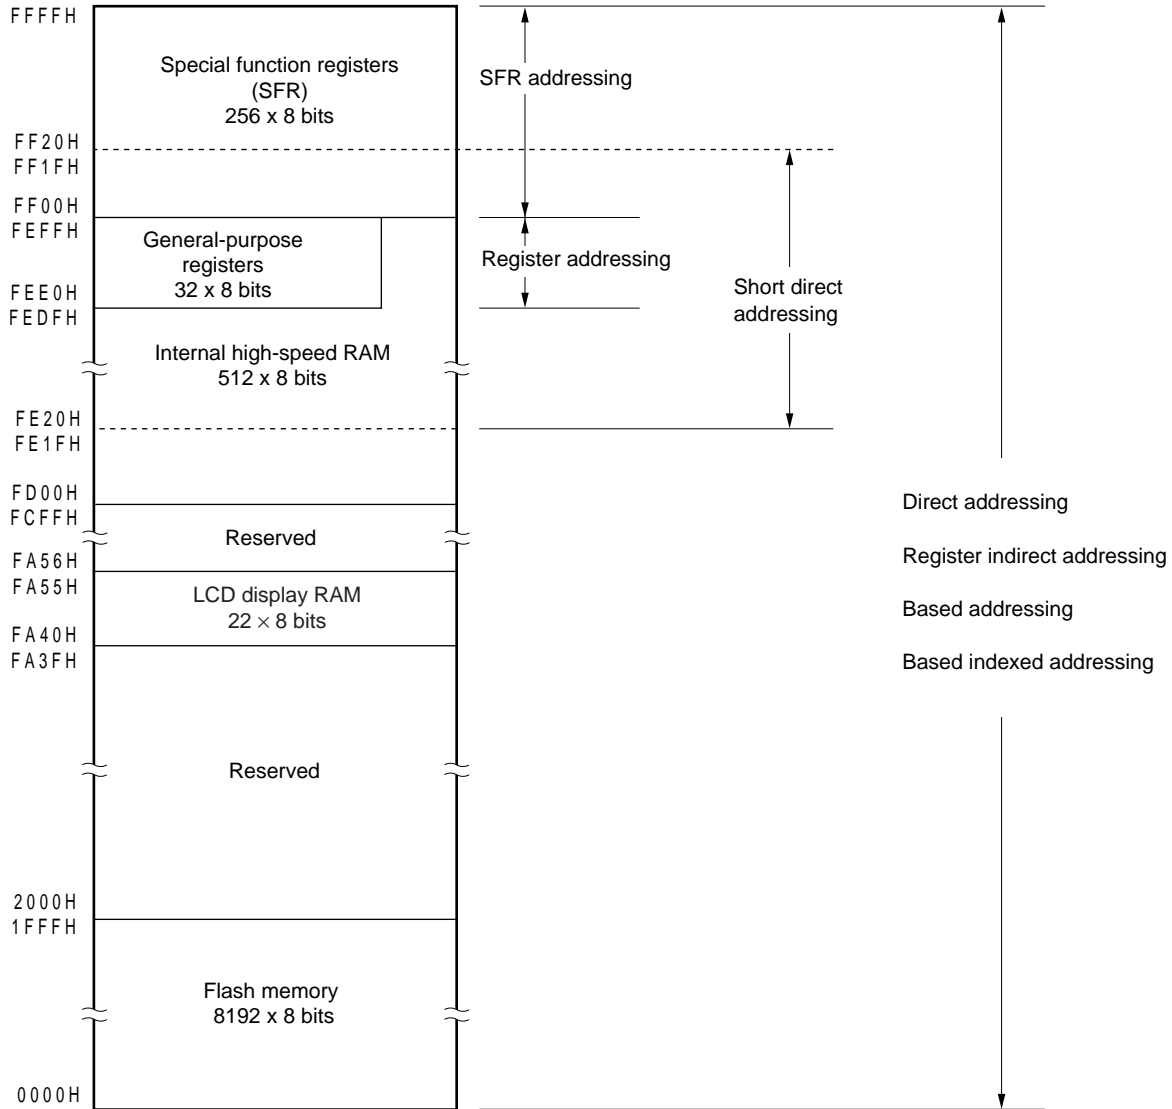 FFFFH
Special function registers
(SFR)
256 x 8 bits
SFR addressing
FF20H
FF1FH
FF00H
FEFFH
General-purpose
registers
32 x 8 bits
Register addressing
FEE0H
FEDFH
Short direct
addressing
Internal high-speed RAM
512 x 8 bits
FE20H
FE1FH
FD00H
FCFFH
Reserved
FA56H
FA55H
LCD display RAM
22 × 8 bits
FA40H
FA3FH
Direct addressing
Register indirect addressing
Based addressing
Based indexed addressing
Reserved
2000H
1FFFH
Flash memory
8192 x 8 bits
0000H